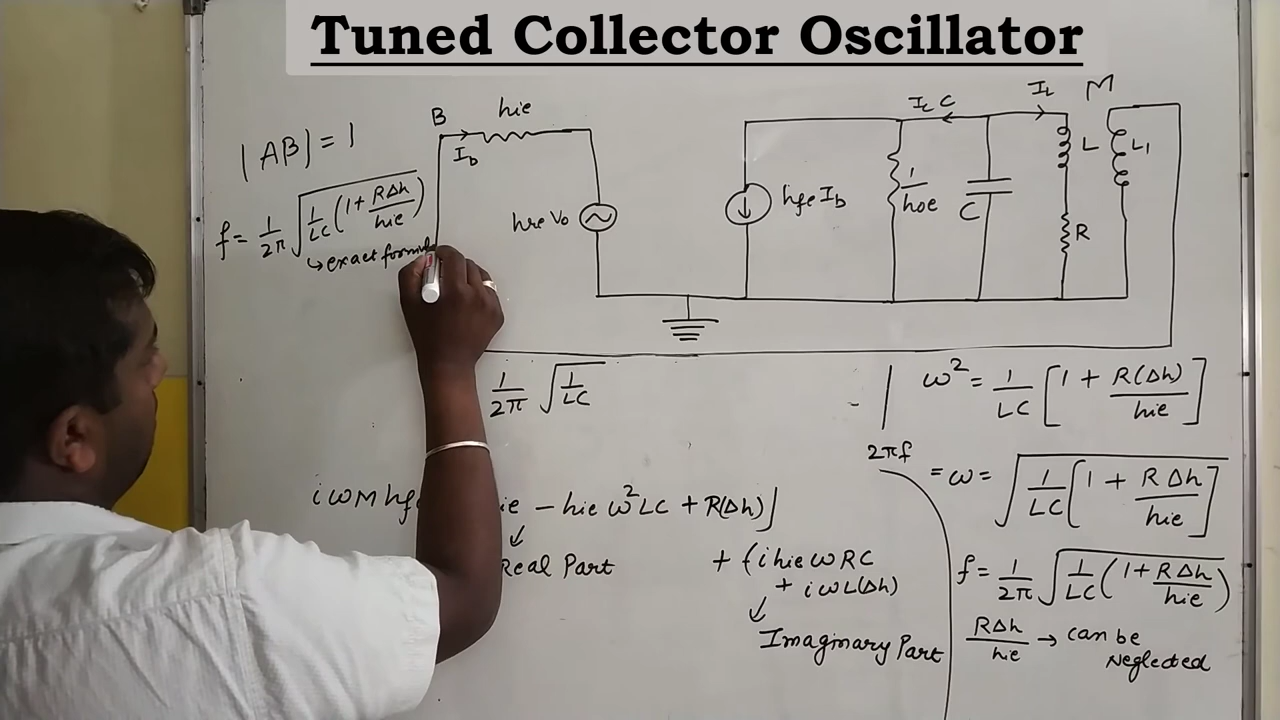 Tuned Collector Oscillator
|AB| = 1
f = 1/2π √(1/LC (1 + RΔh/hie))
↳ exact formula
B
hie
Ib
hre Vo
hfe Ib
Ic
C
IL
M
1/hoe
C
L
R
L1
1/2π √(1/LC)
iωM hf
ie − hie ω²LC + R(Δh)]
Real Part
+ {i hie ωRC
+ iωL(Δh)
Imaginary Part
ω² = 1/LC [1 + R(Δh)/hie]
2πf
= ω = √(1/LC [1 + RΔh/hie])
f = 1/2π √(1/LC (1 + RΔh/hie))
RΔh/hie → can be
Neglected